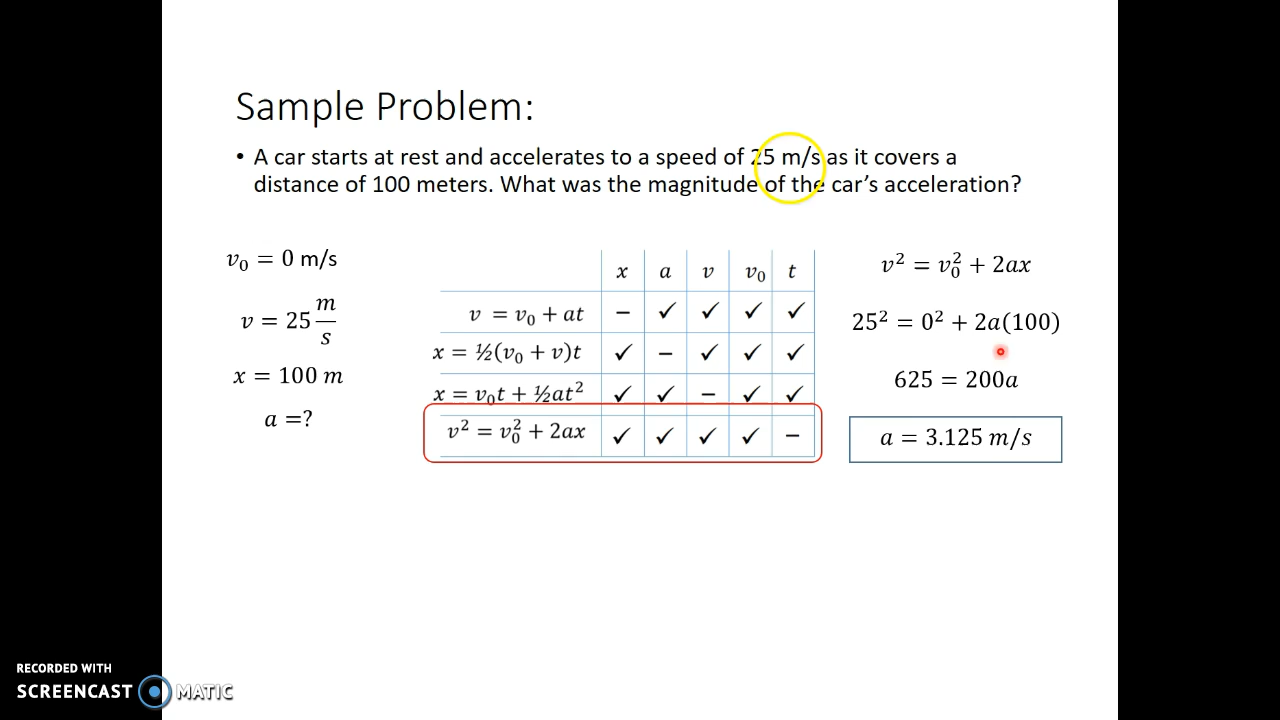 Sample Problem:
• A car starts at rest and accelerates to a speed of 25 m/s as it covers a
distance of 100 meters. What was the magnitude of the car’s acceleration?
v₀ = 0 m/s
v = 25 m/s
x = 100 m
a =?
x a v v₀ t
v = v₀ + at − ✓ ✓ ✓ ✓
x = ½(v₀ + v)t ✓ − ✓ ✓ ✓
x = v₀t + ½at² ✓ ✓ − ✓ ✓
v² = v₀² + 2ax ✓ ✓ ✓ ✓ −
v² = v₀² + 2ax
25² = 0² + 2a(100)
625 = 200a
a = 3.125 m/s
RECORDED WITH
SCREENCAST MATIC